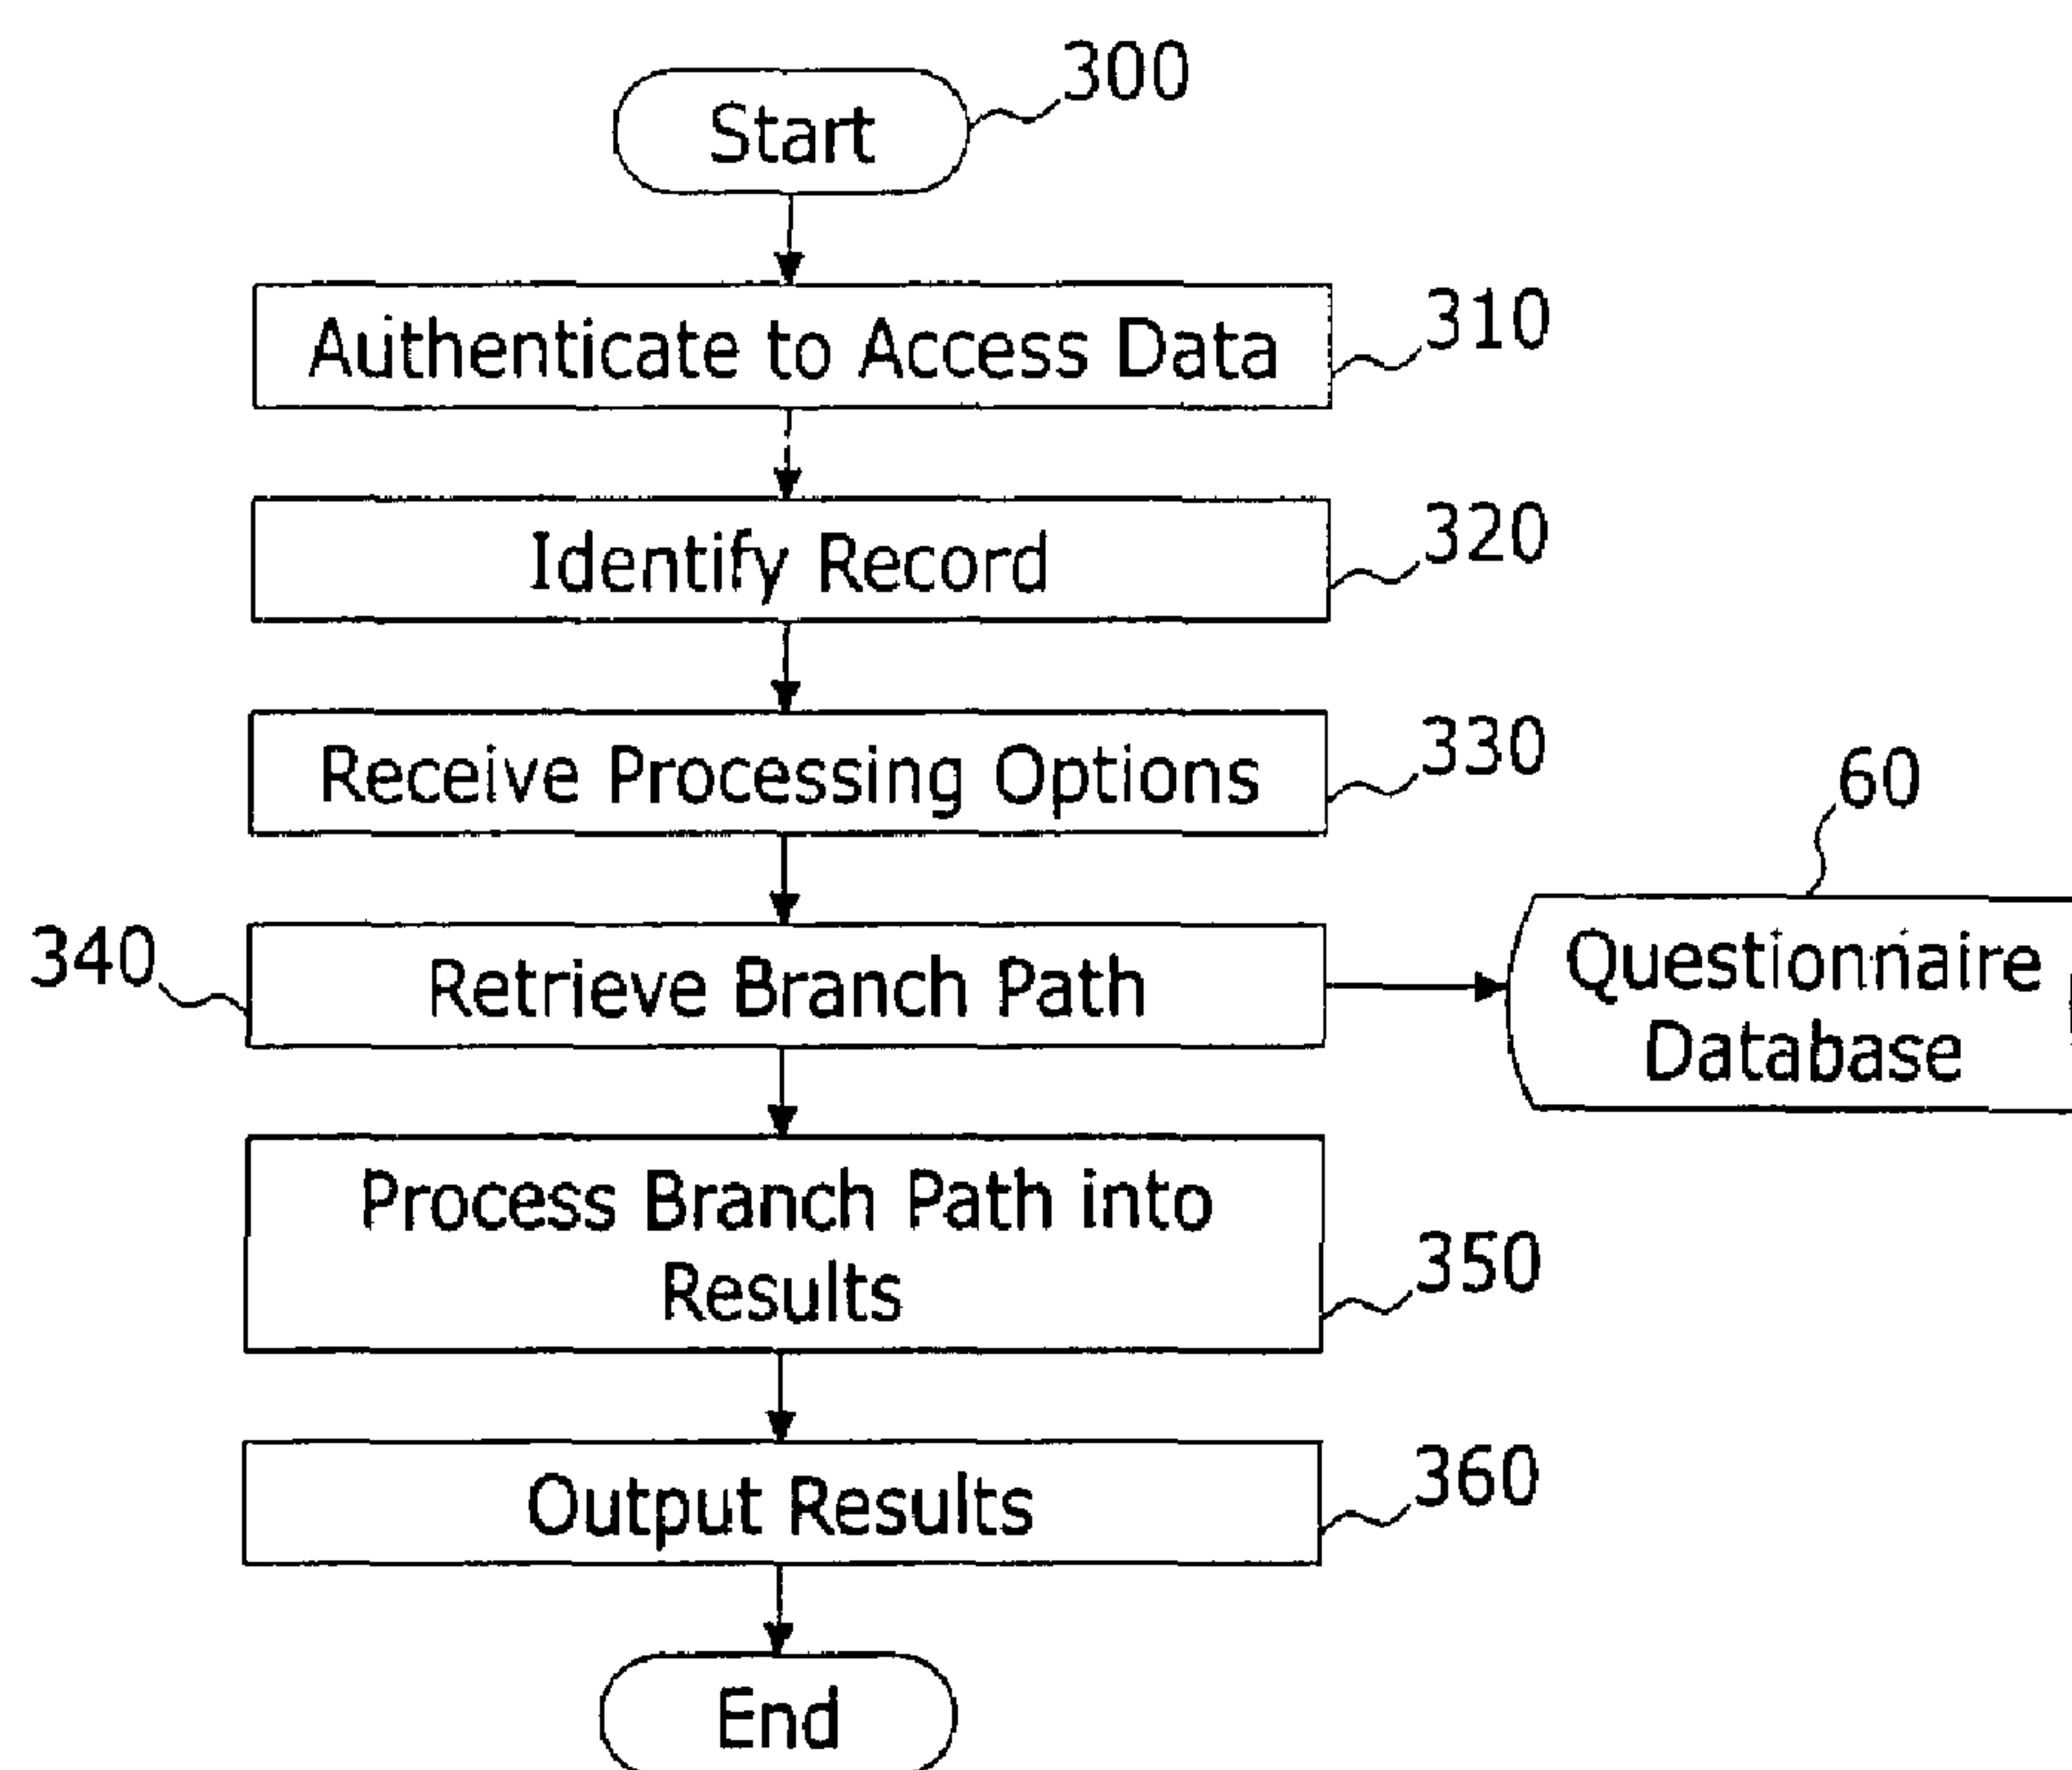 300
Start
310
Authenticate to Access Data
320
Identify Record
330
Receive Processing Options
60
340
Retrieve Branch Path
Questionnaire
Database
Process Branch Path into
Results
350
360
Output Results
End